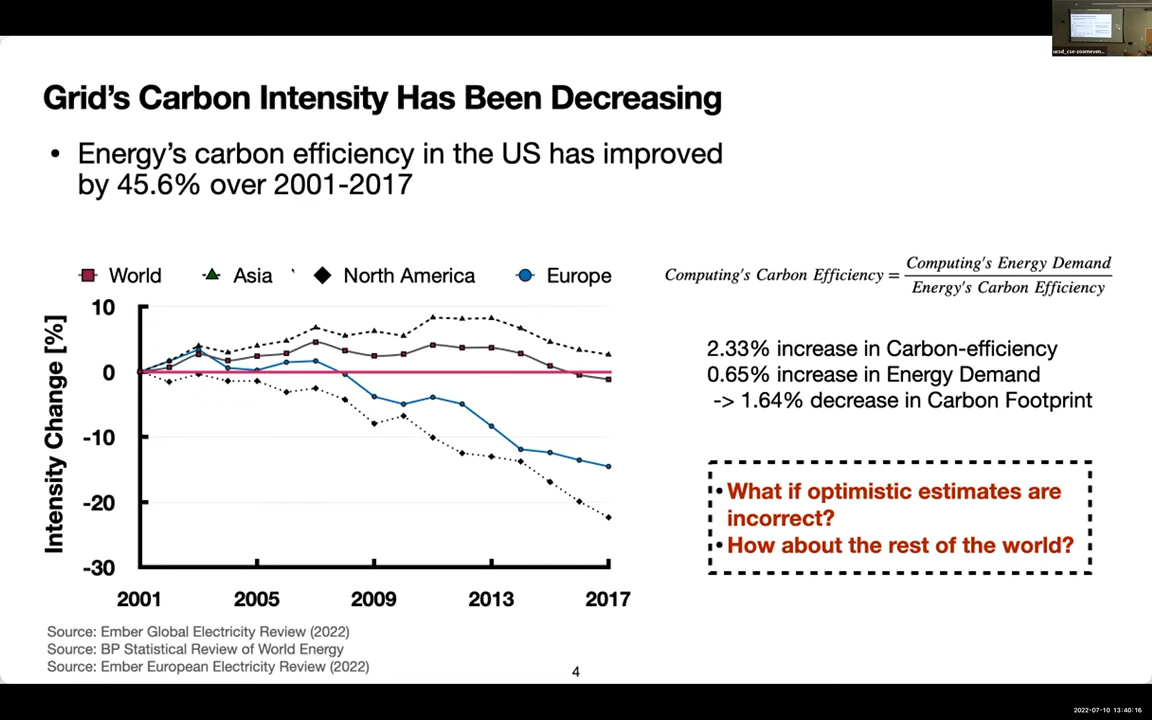 Grid's Carbon Intensity Has Been Decreasing
• Energy's carbon efficiency in the US has improved
by 45.6% over 2001-2017
World Asia North America Europe
Computing's Carbon Efficiency = Computing's Energy Demand
Energy's Carbon Efficiency
2.33% increase in Carbon-efficiency
0.65% increase in Energy Demand
-> 1.64% decrease in Carbon Footprint
• What if optimistic estimates are
incorrect?
• How about the rest of the world?
Intensity Change [%]
10
0
-10
-20
-30
2001 2005 2009 2013 2017
Source: Ember Global Electricity Review (2022)
Source: BP Statistical Review of World Energy
Source: Ember European Electricity Review (2022)
4
ucsd_cse-zoomeven...
2022-07-10 13:40:16